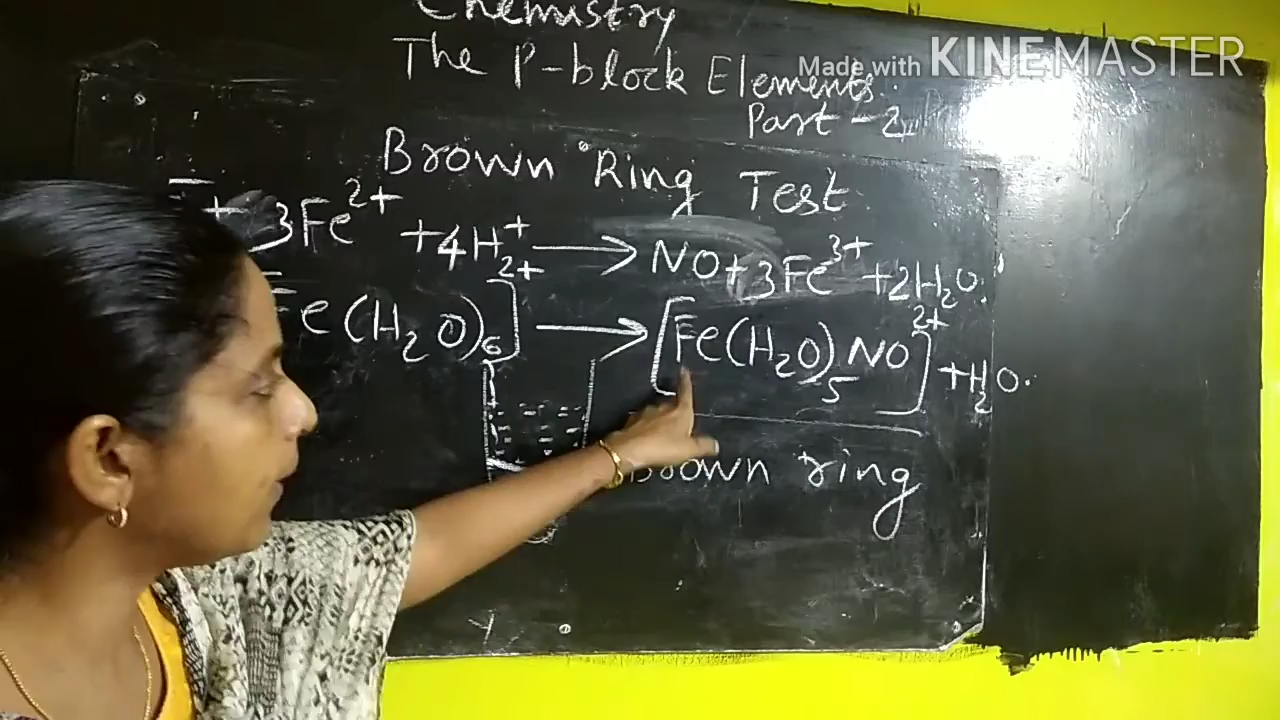 Chemistry
The P-block Elements.
Part-2
Made with KINEMASTER
Brown Ring Test
+ 3Fe²⁺ + 4H⁺ ⟶ NO + 3Fe³⁺ + 2H₂O.
Fe(H₂O)₆]²⁺ ⟶ [Fe(H₂O)₅NO]²⁺ + H₂O.
Brown ring